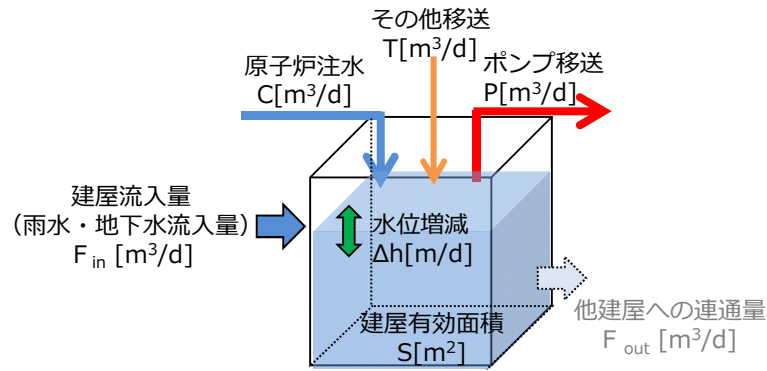 その他移送
T[m³/d]
原子炉注水
C[m³/d]
ポンプ移送
P[m³/d]
建屋流入量
（雨水・地下水流入量）
F in [m³/d]
水位増減
Δh[m/d]
他建屋への連通量
F out [m³/d]
建屋有効面積
S[m²]